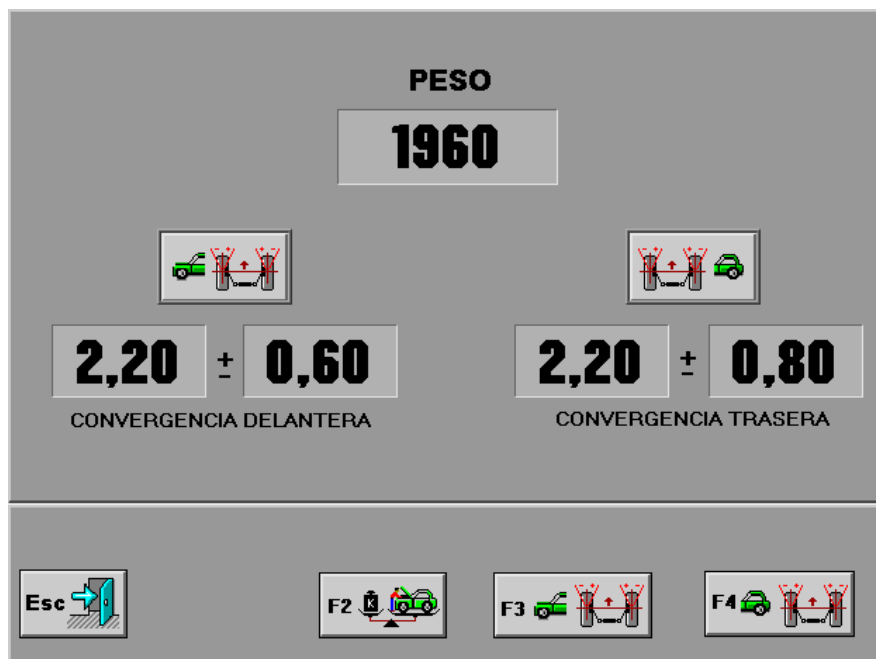 PESO
1960
2,20 ± 0,60
2,20 ± 0,80
CONVERGENCIA DELANTERA
CONVERGENCIA TRASERA
Esc
F2
F3
F4